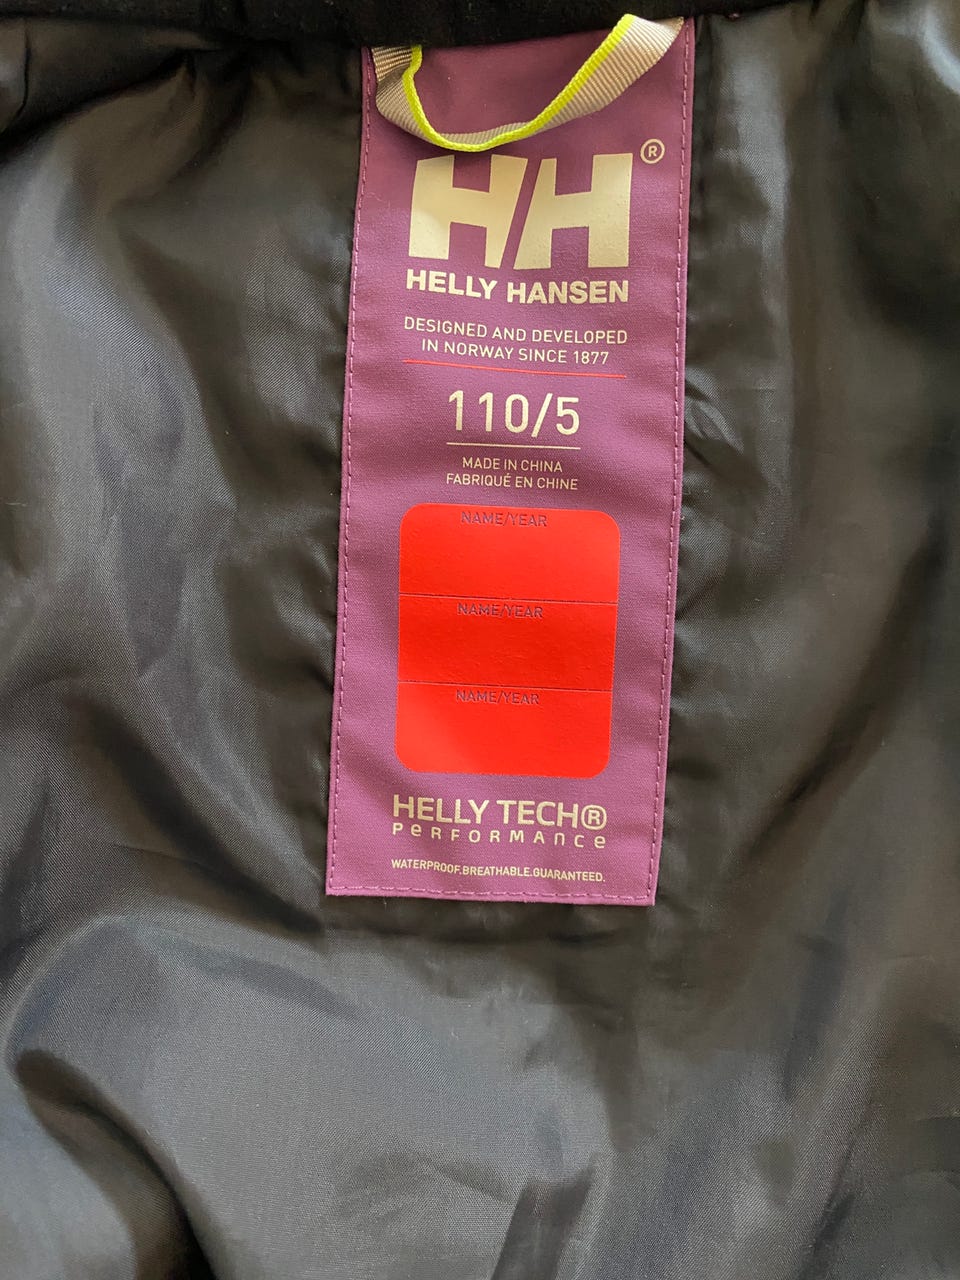 HH®
HELLY HANSEN
DESIGNED AND DEVELOPED
IN NORWAY SINCE 1877
110/5
MADE IN CHINA
FABRIQUÉ EN CHINE
NAME/YEAR
NAME/YEAR
NAME/YEAR
HELLY TECH®
PeRFORMAnce
WATERPROOF.BREATHABLE.GUARANTEED.